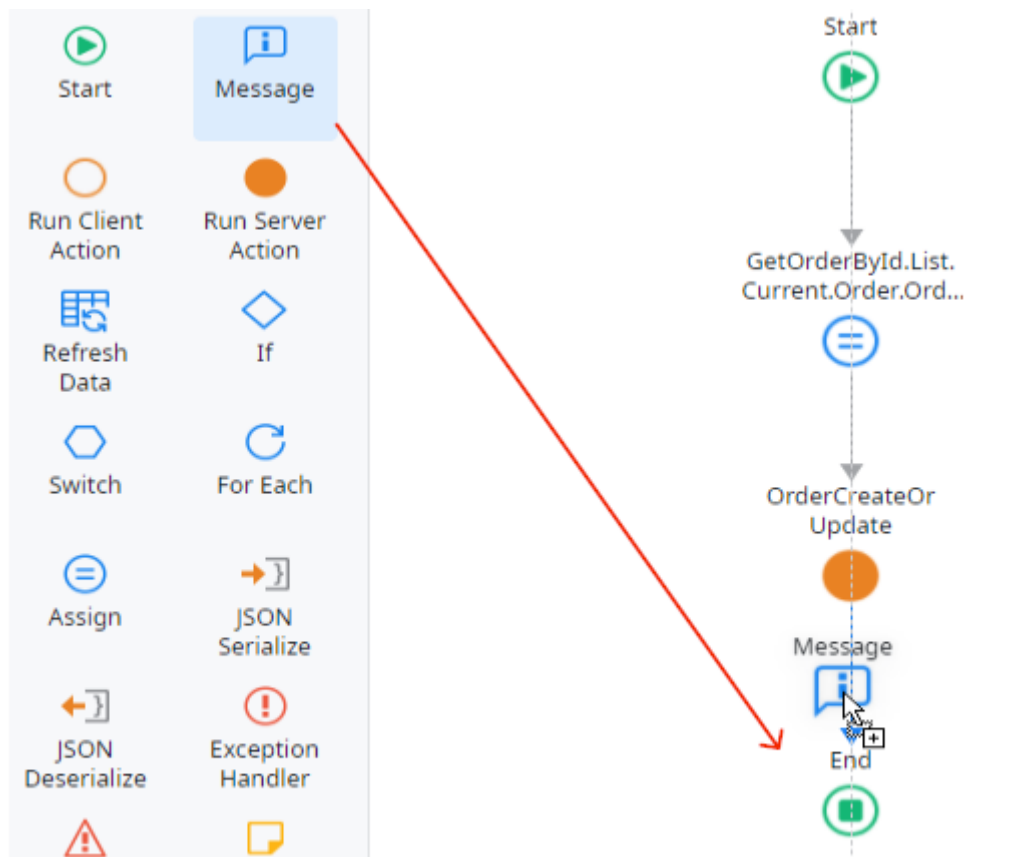 Start
Message
Run Client
Action
Run Server
Action
Refresh
Data
If
Switch
For Each
Assign
JSON
Serialize
JSON
Deserialize
Exception
Handler
Start
GetOrderById.List.
Current.Order.Ord...
OrderCreateOr
Update
Message
End